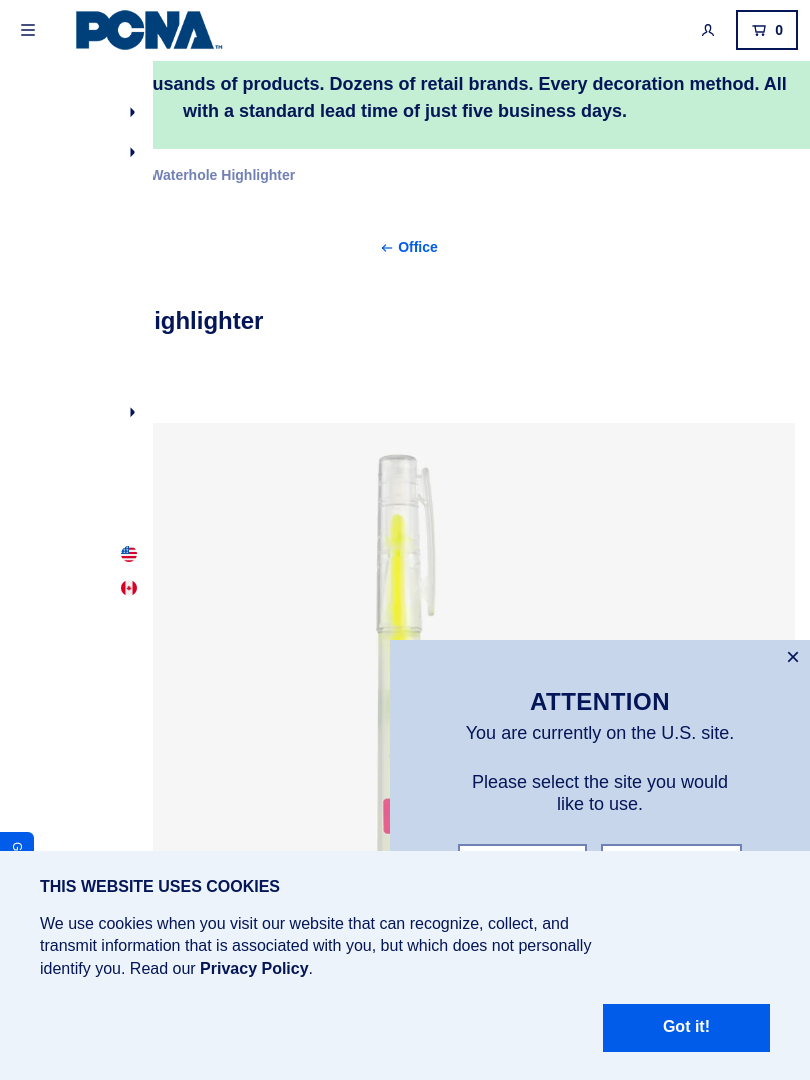 PCNA™
0
usands of products. Dozens of retail brands. Every decoration method. All
with a standard lead time of just five business days.
Waterhole Highlighter
← Office
ighlighter
×
ATTENTION
You are currently on the U.S. site.
Please select the site you would
like to use.
G
THIS WEBSITE USES COOKIES
We use cookies when you visit our website that can recognize, collect, and
transmit information that is associated with you, but which does not personally
identify you. Read our Privacy Policy.
Got it!